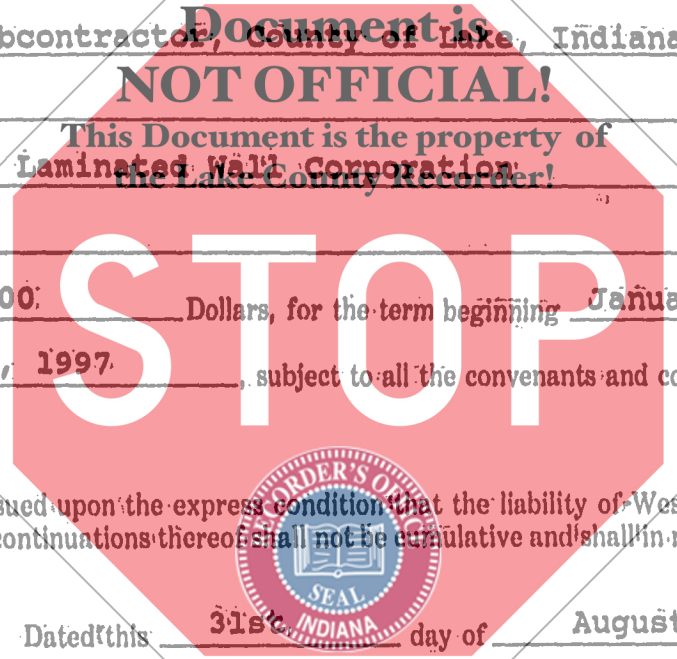 Document is
bcontractor, County of Lake, Indiana
NOT OFFICIAL!
This Document is the property of
Laminated Wall Corporation
the Lake County Recorder!
STOP
00
Dollars, for the term beginning Janua
, 1997, subject to all the convenants and co
sued upon the express condition that the liability of Wes
continuations thereof shall not be cumulative and shall in
RECORDER'S OFFICE
SEAL
INDIANA
Dated this 31st day of August